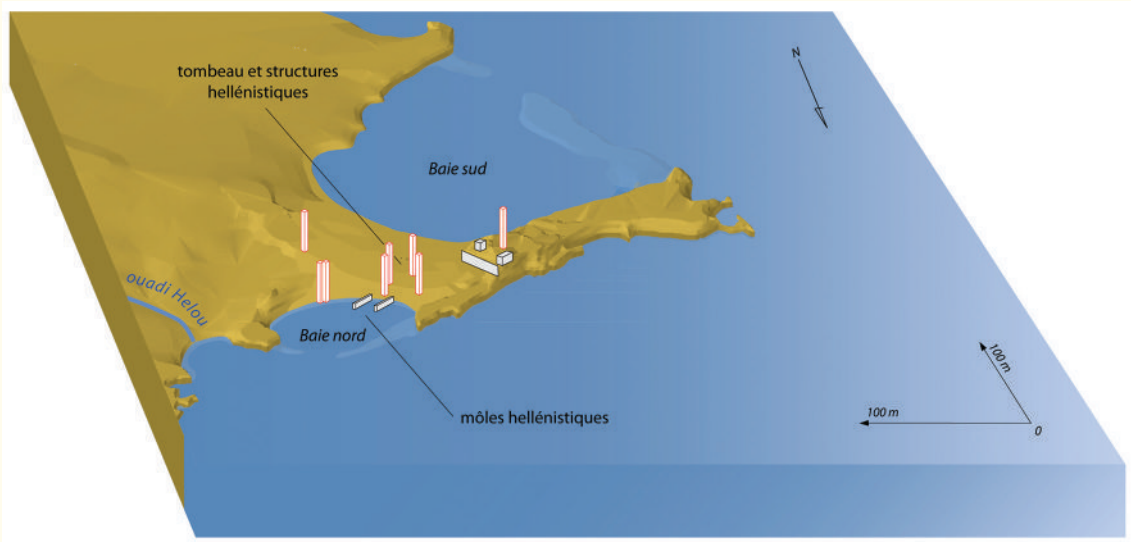 N
tombeau et structures
hellénistiques
Baie sud
ouadi Helou
Baie nord
100 m
100 m
0
môles hellénistiques